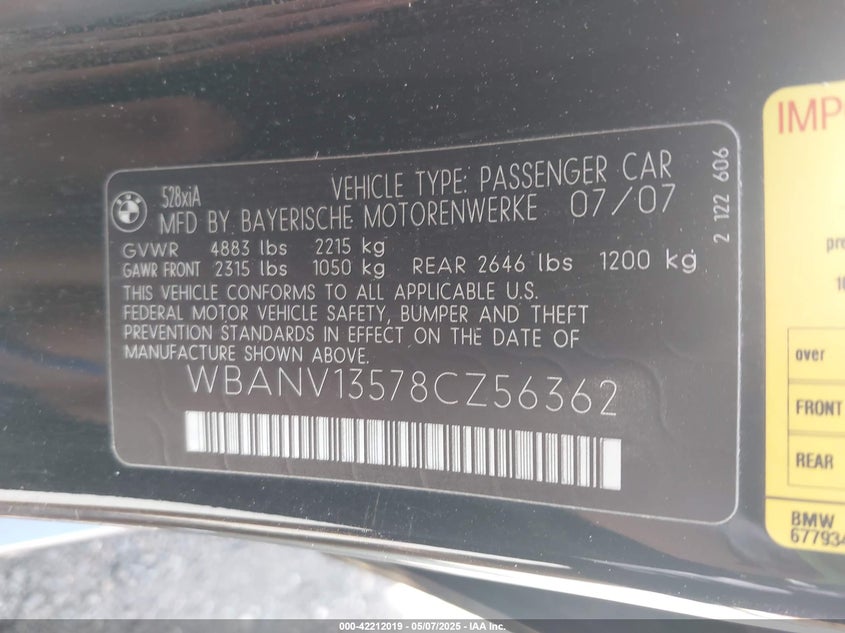 528xiA
VEHICLE TYPE: PASSENGER CAR
MFD BY BAYERISCHE MOTORENWERKE 07/07
GVWR 4883 lbs 2215 kg
GAWR FRONT 2315 lbs 1050 kg REAR 2646 lbs 1200 kg
THIS VEHICLE CONFORMS TO ALL APPLICABLE U.S.
FEDERAL MOTOR VEHICLE SAFETY, BUMPER AND THEFT
PREVENTION STANDARDS IN EFFECT ON THE DATE OF
MANUFACTURE SHOWN ABOVE.
WBANV13578CZ56362
2 122 606
over
FRONT
REAR
BMW
000-42212019 — 05/07/2025 — IAA Inc.